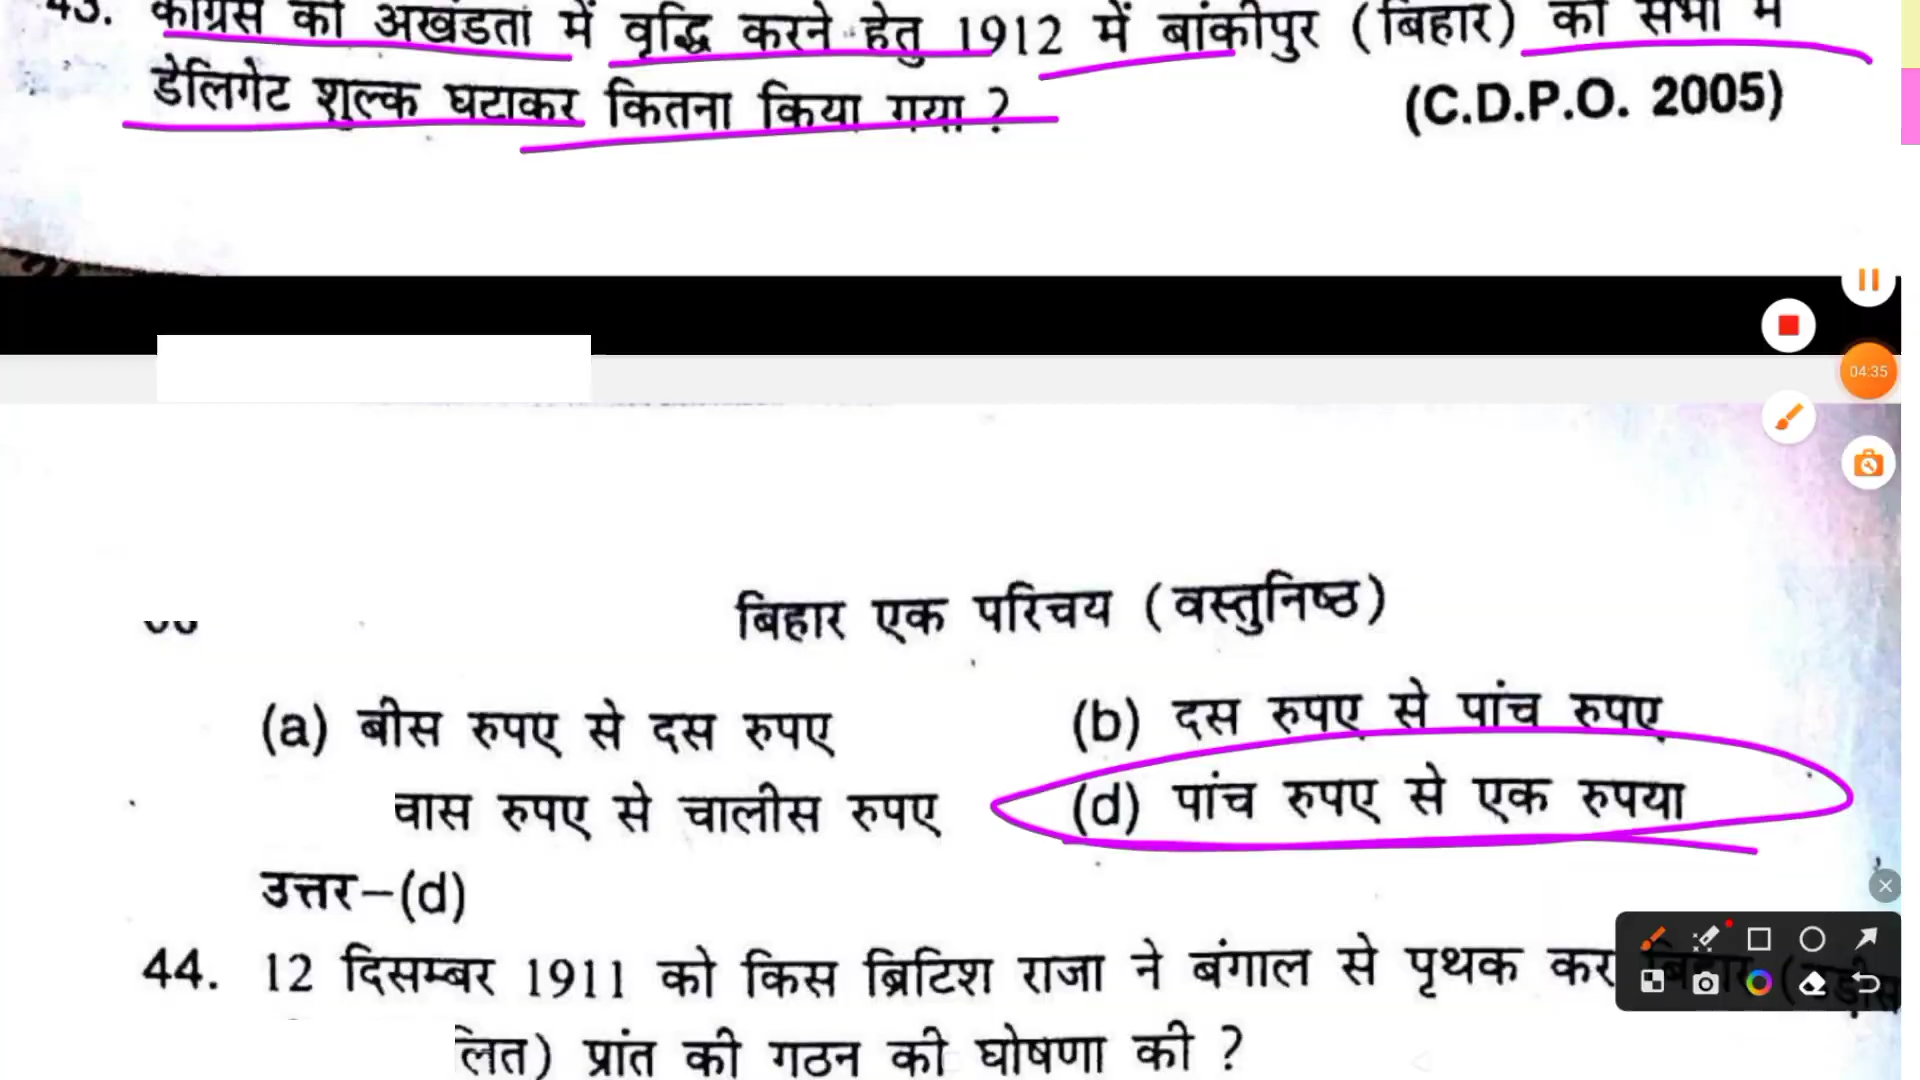 43. कांग्रेस की अखंडता में वृद्धि करने हेतु 1912 में बांकीपुर (बिहार) की सभा में
डेलिगेट शुल्क घटाकर कितना किया गया ?
(C.D.P.O. 2005)
04:35
बिहार एक परिचय (वस्तुनिष्ठ)
(a) बीस रुपए से दस रुपए
(b) दस रुपए से पांच रुपए
रुपए से चालीस रुपए
(d) पांच रुपए से एक रुपया
उत्तर–(d)
44. 12 दिसम्बर 1911 को किस ब्रिटिश राजा ने बंगाल से पृथक कर बिहार
प्रांत की गठन की घोषणा की ?